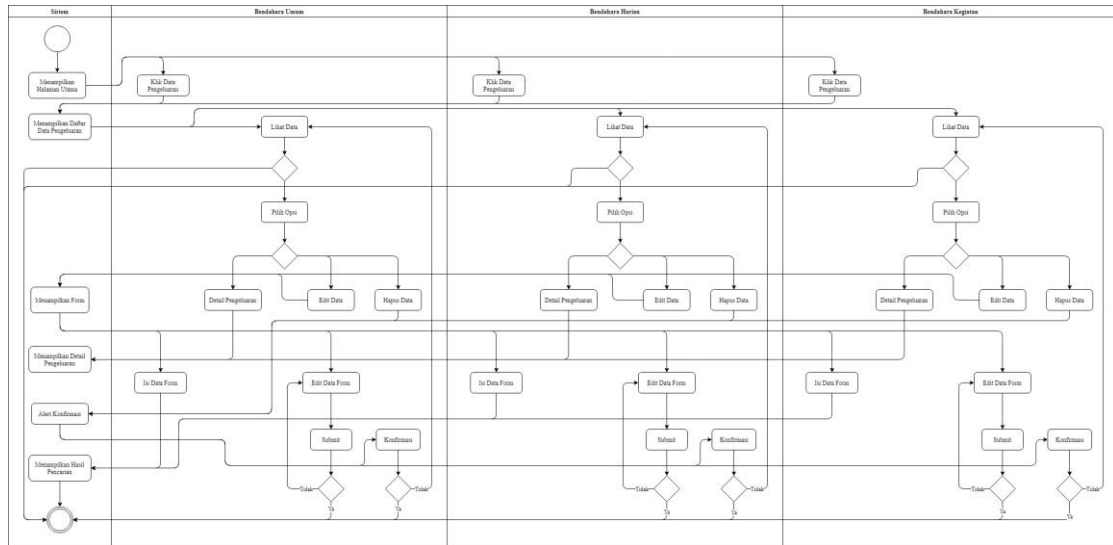 Sistem
Bendahara Umum
Bendahara Harian
Bendahara Kegiatan
Menampilkan
Halaman Utama
Klik Data
Pengeluaran
Klik Data
Pengeluaran
Klik Data
Pengeluaran
Menampilkan Daftar
Data Pengeluaran
Lihat Data
Lihat Data
Lihat Data
Pilih Opsi
Pilih Opsi
Pilih Opsi
Menampilkan Form
Detail Pengeluaran
Edit Data
Hapus Data
Detail Pengeluaran
Edit Data
Hapus Data
Detail Pengeluaran
Edit Data
Hapus Data
Menampilkan Detail
Pengeluaran
Isi Data Form
Edit Data Form
Isi Data Form
Edit Data Form
Isi Data Form
Edit Data Form
Alert Konfirmasi
Submit
Konfirmasi
Submit
Konfirmasi
Submit
Konfirmasi
Menampilkan Hasil
Pencarian
Tidak
Tidak
Tidak
Tidak
Tidak
Tidak
Ya
Ya
Ya
Ya
Ya
Ya